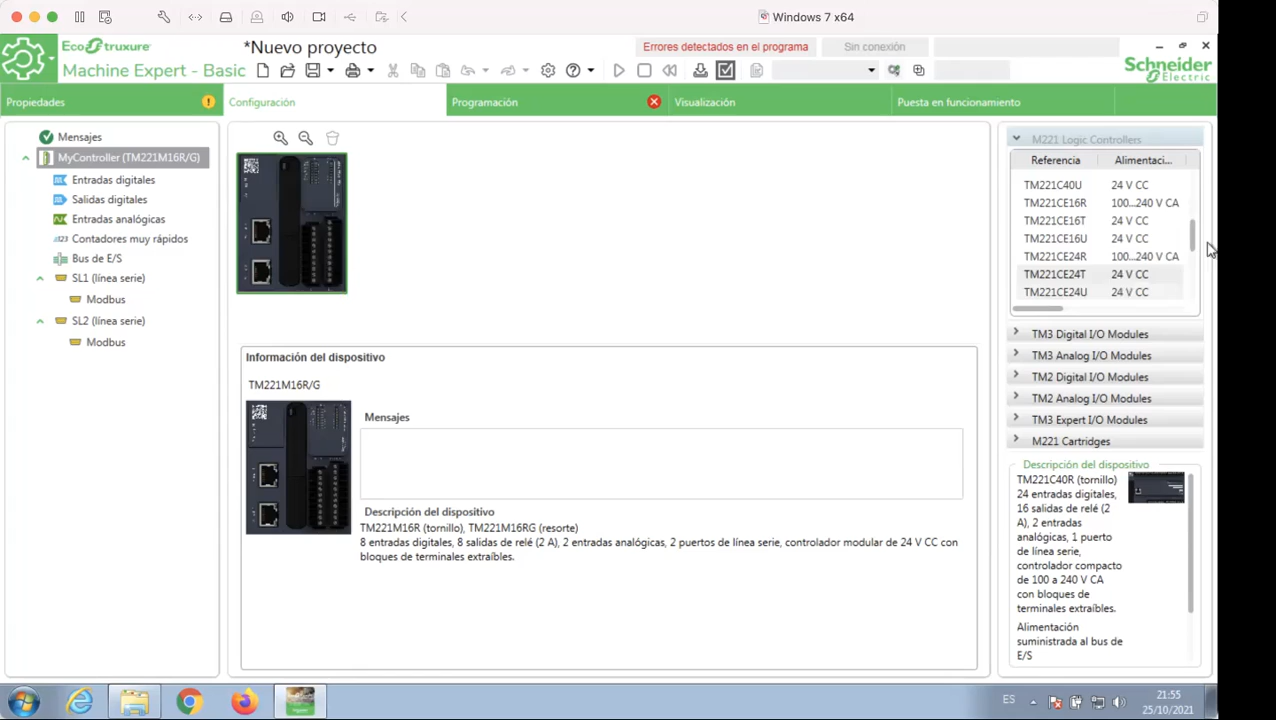 Windows 7 x64
EcoStruxure
Machine Expert - Basic
*Nuevo proyecto
Errores detectados en el programa
Sin conexión
Schneider
Electric
Propiedades
Configuración
Programación
Visualización
Puesta en funcionamiento
Mensajes
MyController (TM221M16R/G)
Entradas digitales
Salidas digitales
Entradas analógicas
Contadores muy rápidos
Bus de E/S
SL1 (línea serie)
Modbus
SL2 (línea serie)
Modbus
Información del dispositivo
TM221M16R/G
Mensajes
Descripción del dispositivo
TM221M16R (tornillo), TM221M16RG (resorte)
8 entradas digitales, 8 salidas de relé (2 A), 2 entradas analógicas, 2 puertos de línea serie, controlador modular de 24 V CC con
bloques de terminales extraíbles.
M221 Logic Controllers
Referencia Alimentaci...
TM221C40U 24 V CC
TM221CE16R 100...240 V CA
TM221CE16T 24 V CC
TM221CE16U 24 V CC
TM221CE24R 100...240 V CA
TM221CE24T 24 V CC
TM221CE24U 24 V CC
TM3 Digital I/O Modules
TM3 Analog I/O Modules
TM2 Digital I/O Modules
TM2 Analog I/O Modules
TM3 Expert I/O Modules
M221 Cartridges
Descripción del dispositivo
TM221C40R (tornillo)
24 entradas digitales,
16 salidas de relé (2
A), 2 entradas
analógicas, 1 puerto
de línea serie,
controlador compacto
de 100 a 240 V CA
con bloques de
terminales extraíbles.
Alimentación
suministrada al bus de
E/S
ES
21:55
25/10/2021